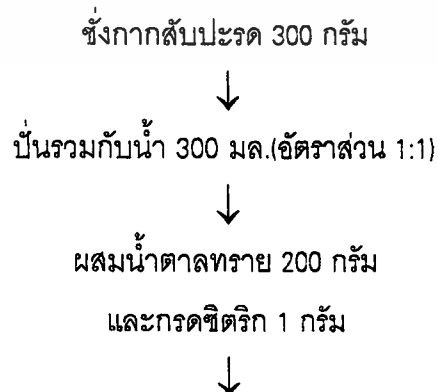 ชั่งกากสับปะรด 300 กรัม
ปั่นรวมกับน้ำ 300 มล.(อัตราส่วน 1:1)
ผสมน้ำตาลทราย 200 กรัม
และกรดซิตริก 1 กรัม